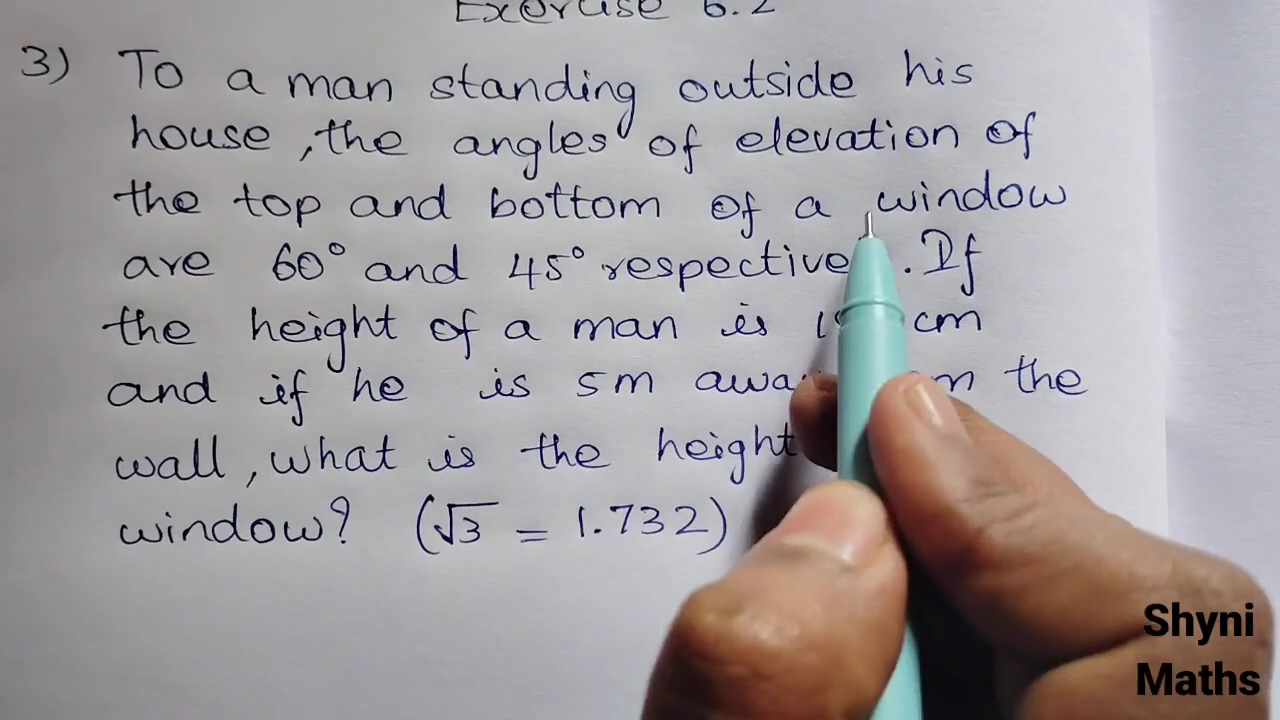 Exercise 6.2
3) To a man standing outside his
house, the angles of elevation of
the top and bottom of a window
are 60° and 45° respective . If
the height of a man is cm
and if he is 5m the
wall, what is the height
window? (√3 = 1.732)
Shyni
Maths